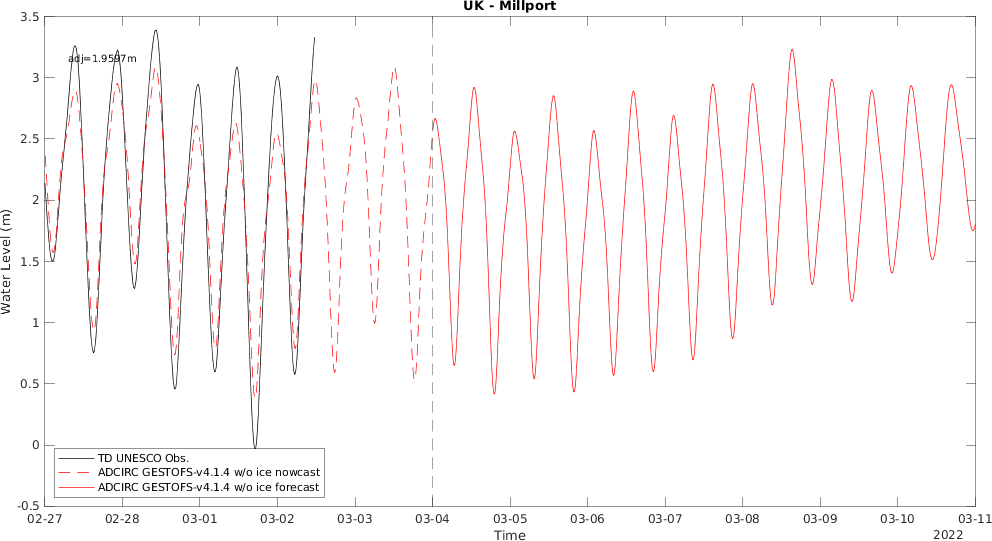 UK - Millport
3.5
adj=1.9597m
3
2.5
2
1.5
1
0.5
0
-0.5
Water Level (m)
TD UNESCO Obs.
ADCIRC GESTOFS-v4.1.4 w/o ice nowcast
ADCIRC GESTOFS-v4.1.4 w/o ice forecast
02-27 02-28 03-01 03-02 03-03 03-04 03-05 03-06 03-07 03-08 03-09 03-10 03-11
Time
2022